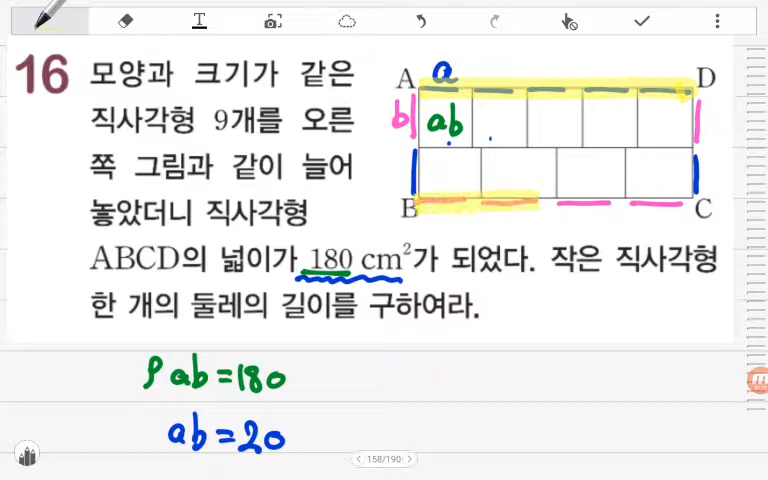 T
16
모양과 크기가 같은
직사각형 9개를 오른
쪽 그림과 같이 늘어
놓았더니 직사각형
ABCD의 넓이가 180 cm²가 되었다. 작은 직사각형
한 개의 둘레의 길이를 구하여라.
A a D
b ab
B C
9ab=180
ab=20
158/190